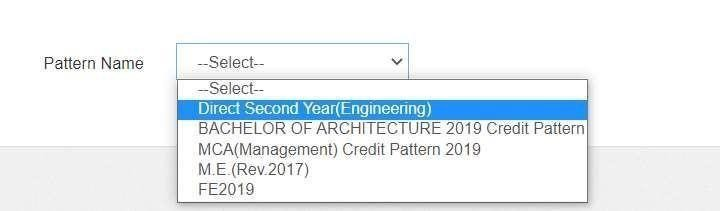 Pattern Name --Select--
--Select--
Direct Second Year(Engineering)
BACHELOR OF ARCHITECTURE 2019 Credit Pattern
MCA(Management) Credit Pattern 2019
M.E.(Rev.2017)
FE2019